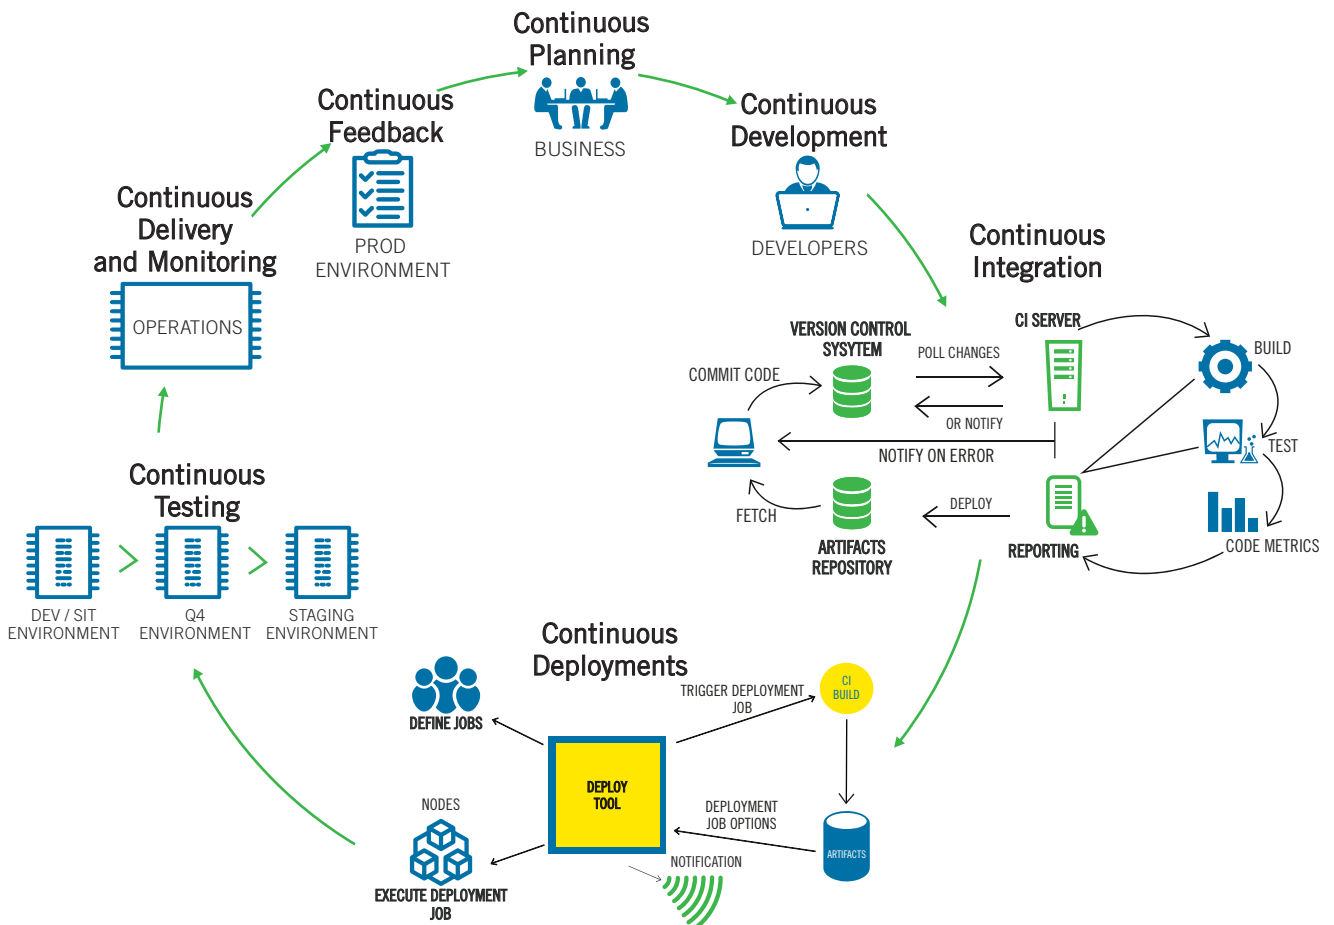 Continuous
Planning
BUSINESS
Continuous
Feedback
PROD
ENVIRONMENT
Continuous
Development
DEVELOPERS
Continuous
Delivery
and Monitoring
OPERATIONS
Continuous
Integration
VERSION CONTROL
SYSYTEM
POLL CHANGES
CI SERVER
BUILD
COMMIT CODE
OR NOTIFY
NOTIFY ON ERROR
TEST
FETCH
DEPLOY
ARTIFACTS
REPOSITORY
REPORTING
CODE METRICS
Continuous
Testing
DEV / SIT
ENVIRONMENT
Q4
ENVIRONMENT
STAGING
ENVIRONMENT
Continuous
Deployments
DEFINE JOBS
TRIGGER DEPLOYMENT
JOB
CI
BUILD
DEPLOY
TOOL
NODES
DEPLOYMENT
JOB OPTIONS
ARTIFACTS
NOTIFICATION
EXECUTE DEPLOYMENT
JOB